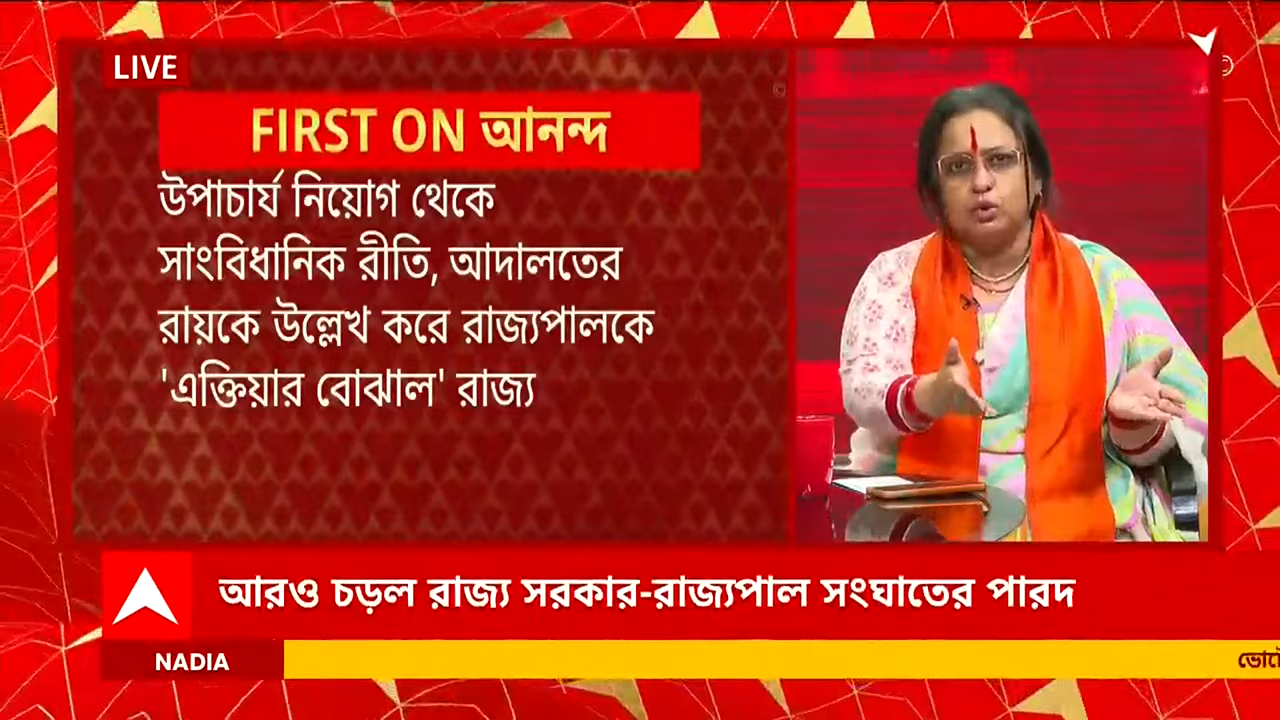 LIVE
FIRST ON আনন্দ
উপাচার্য নিয়োগ থেকে
সাংবিধানিক রীতি, আদালতের
রায়কে উল্লেখ করে রাজ্যপালকে
'এক্তিয়ার বোঝাল' রাজ্য
আরও চড়ল রাজ্য সরকার-রাজ্যপাল সংঘাতের পারদ
NADIA